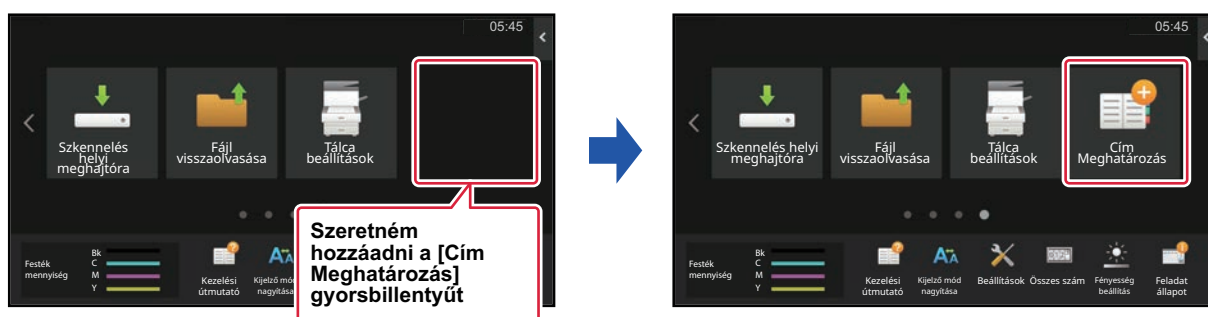 05:45
Szkennelés
helyi
meghajtóra
Fájl
visszaolvasása
Tálca
beállítások
Szeretném
hozzáadni a [Cím
Meghatározás]
gyorsbillentyűt
Festék
mennyiség
Bk
C
M
Y
Kezelési
útmutató
Kijelző mód
nagyítása
05:45
Szkennelés helyi
meghajtóra
Fájl
visszaolvasása
Tálca
beállítások
Cím
Meghatározás
Festék
mennyiség
Bk
C
M
Y
Kezelési
útmutató
Kijelző mód
nagyítása
Beállítások
Összes szám
Fényesség
beállítás
Feladat
állapot